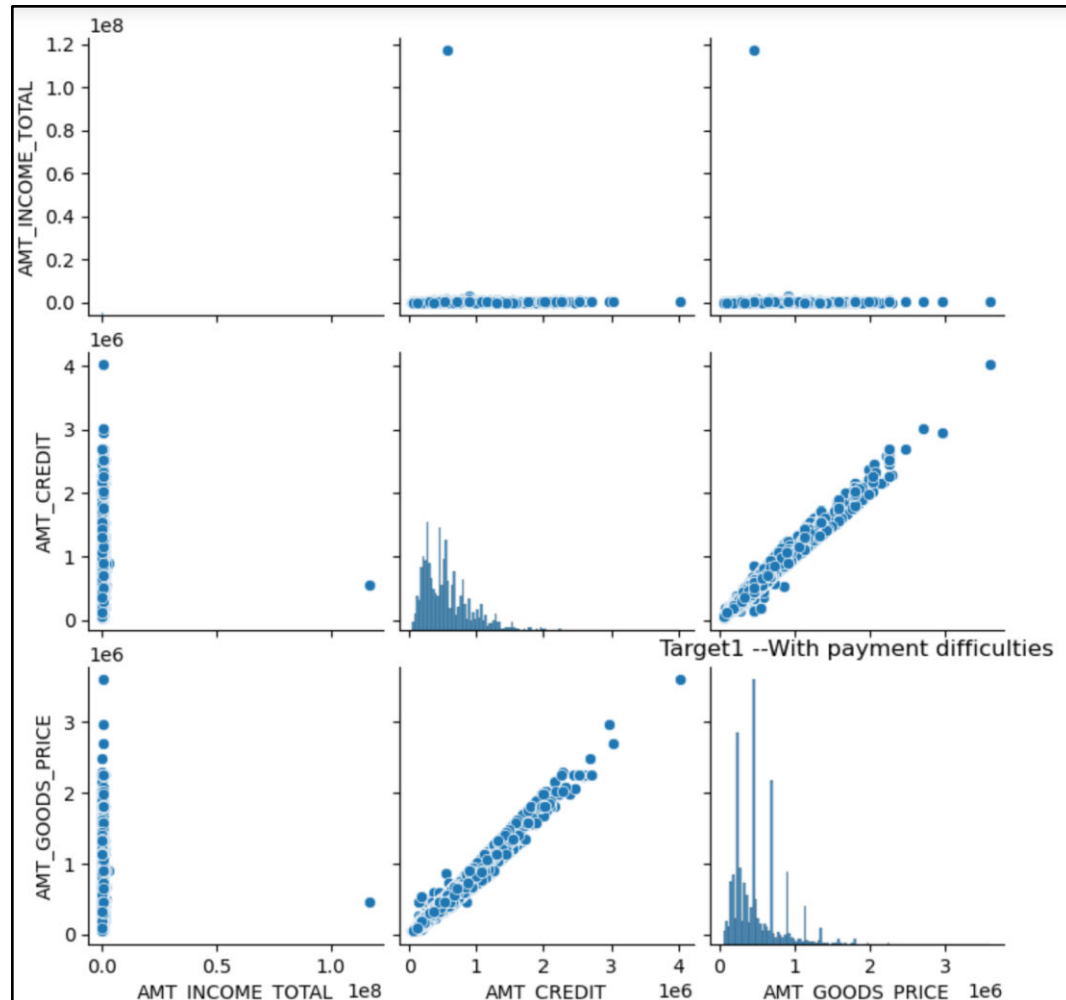 1e8
1.2
1.0
0.8
0.6
0.4
0.2
0.0
AMT_INCOME_TOTAL
1e6
4
3
2
1
0
AMT_CREDIT
Target1 --With payment difficulties
1e6
3
2
1
0
AMT_GOODS_PRICE
0.0 0.5 1.0
AMT_INCOME_TOTAL 1e8
0 1 2 3 4
AMT_CREDIT 1e6
0 1 2 3
AMT_GOODS_PRICE 1e6